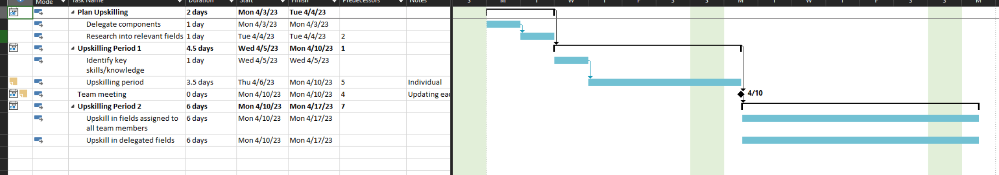 Mode Task Name Duration Start Finish Predecessors Notes S M T W T F S S M T W T F S S M
Plan Upskilling 2 days Mon 4/3/23 Tue 4/4/23
Delegate components 1 day Mon 4/3/23 Mon 4/3/23
Research into relevant fields 1 day Tue 4/4/23 Tue 4/4/23 2
Upskilling Period 1 4.5 days Wed 4/5/23 Mon 4/10/23 1
Identify key 1 day Wed 4/5/23 Wed 4/5/23
skills/knowledge
Upskilling period 3.5 days Thu 4/6/23 Mon 4/10/23 5 Individual
Team meeting 0 days Mon 4/10/23 Mon 4/10/23 4 Updating 4/10
Upskilling Period 2 6 days Mon 4/10/23 Mon 4/17/23 7
Upskill in fields assigned to 6 days Mon 4/10/23 Mon 4/17/23
all team members
Upskill in delegated fields 6 days Mon 4/10/23 Mon 4/17/23